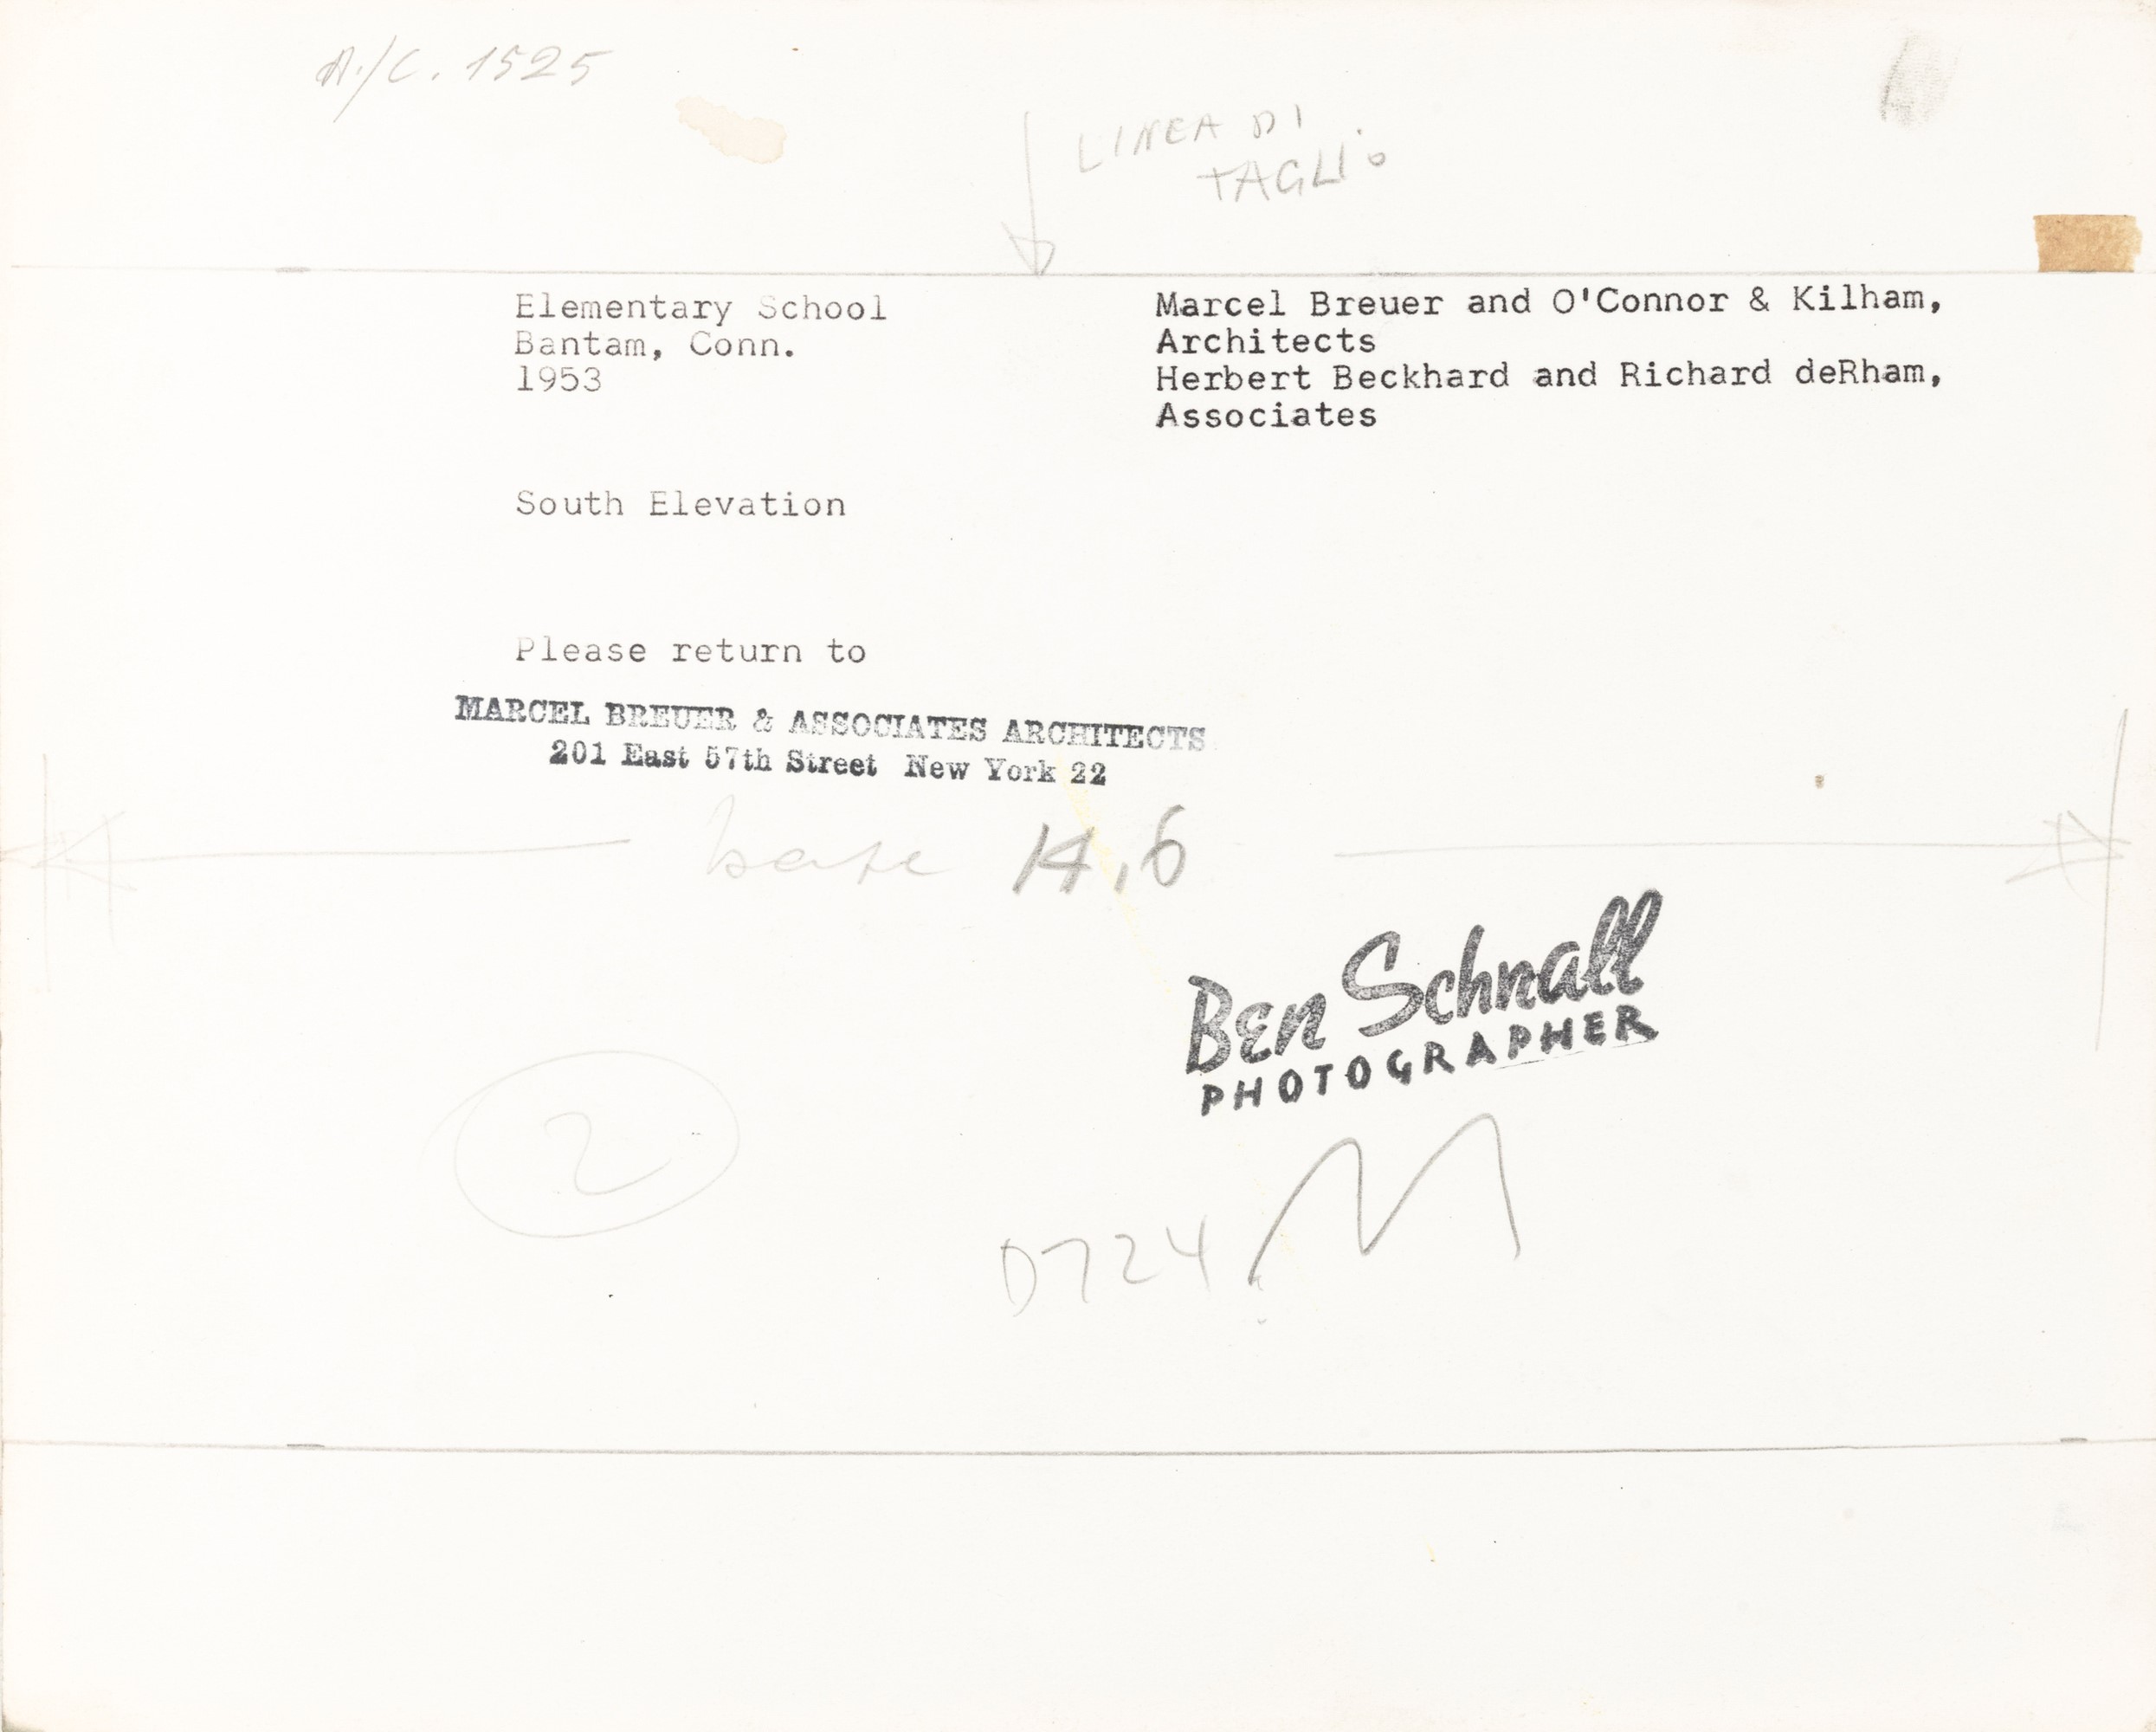 A./C. 1525
LINEA DI
TAGLIO
Elementary School
Bantam, Conn.
1953
Marcel Breuer and O'Connor & Kilham,
Architects
Herbert Beckhard and Richard deRham,
Associates
South Elevation
Please return to
MARCEL BREUER & ASSOCIATES ARCHITECTS
201 East 57th Street New York 22
base 14,6
Ben Schnall
PHOTOGRAPHER
2
D724 M